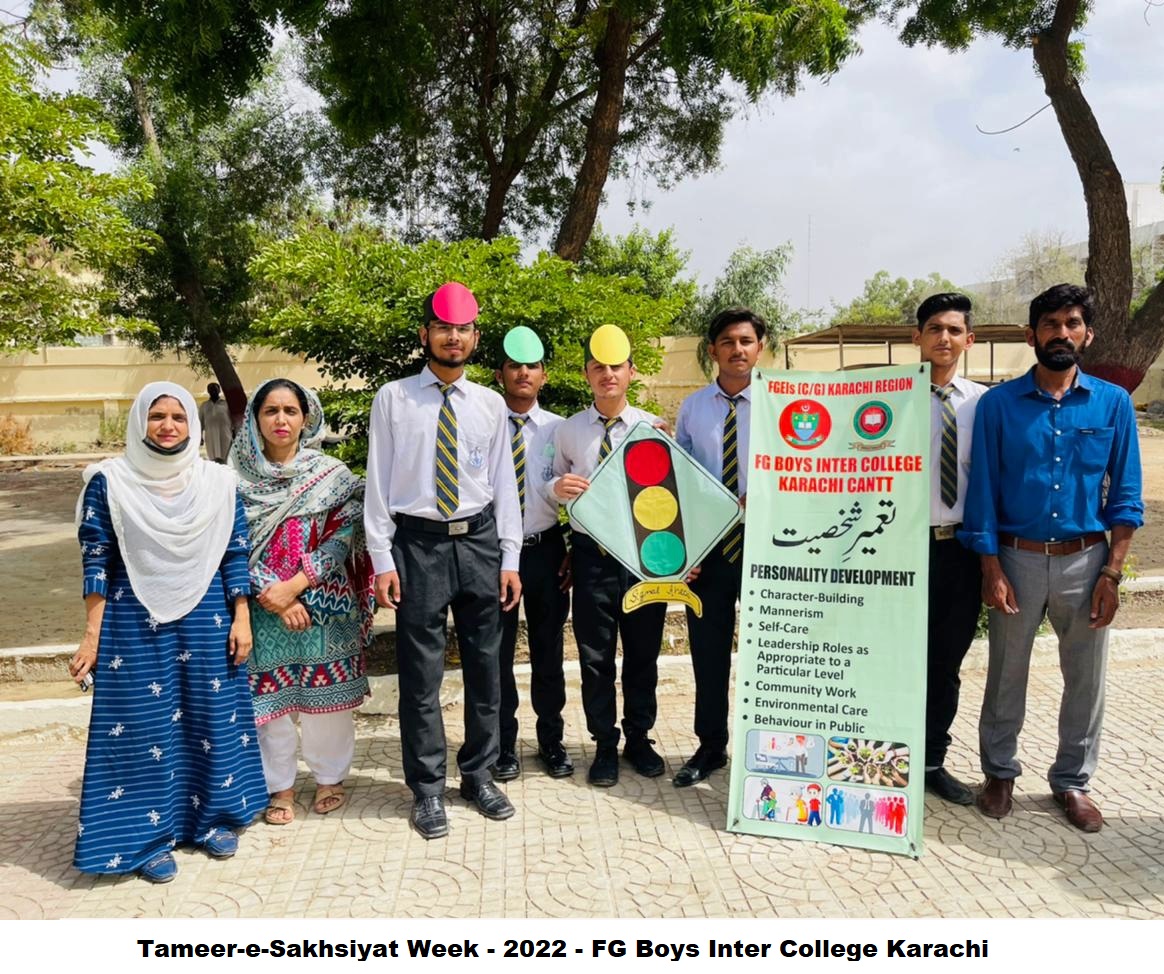 FGEIs (C/G) KARACHI REGION
FG BOYS INTER COLLEGE
KARACHI CANTT
تعمیرِ شخصیت
PERSONALITY DEVELOPMENT
• Character-Building
• Mannerism
• Self-Care
• Leadership Roles as
Appropriate to a
Particular Level
• Community Work
• Environmental Care
• Behaviour in Public
Tameer-e-Sakhsiyat Week - 2022 - FG Boys Inter College Karachi